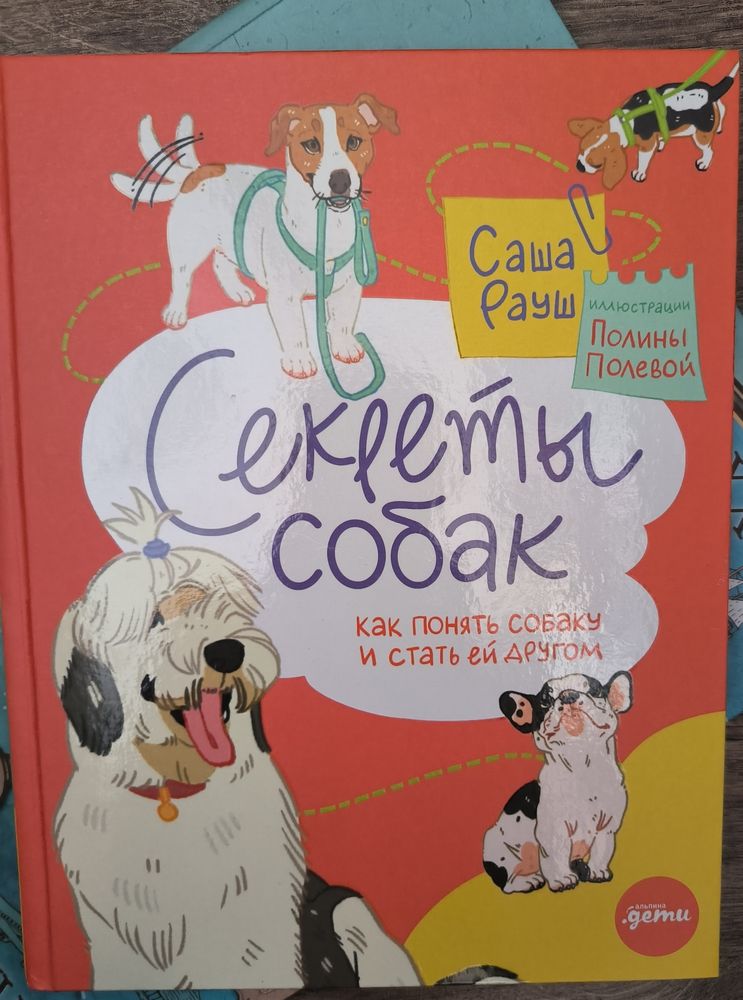 Саша
Рауш
иллюстрации
Полины
Полевой
Секреты
собак
как понять собаку
и стать ей другом
альпина
.дети